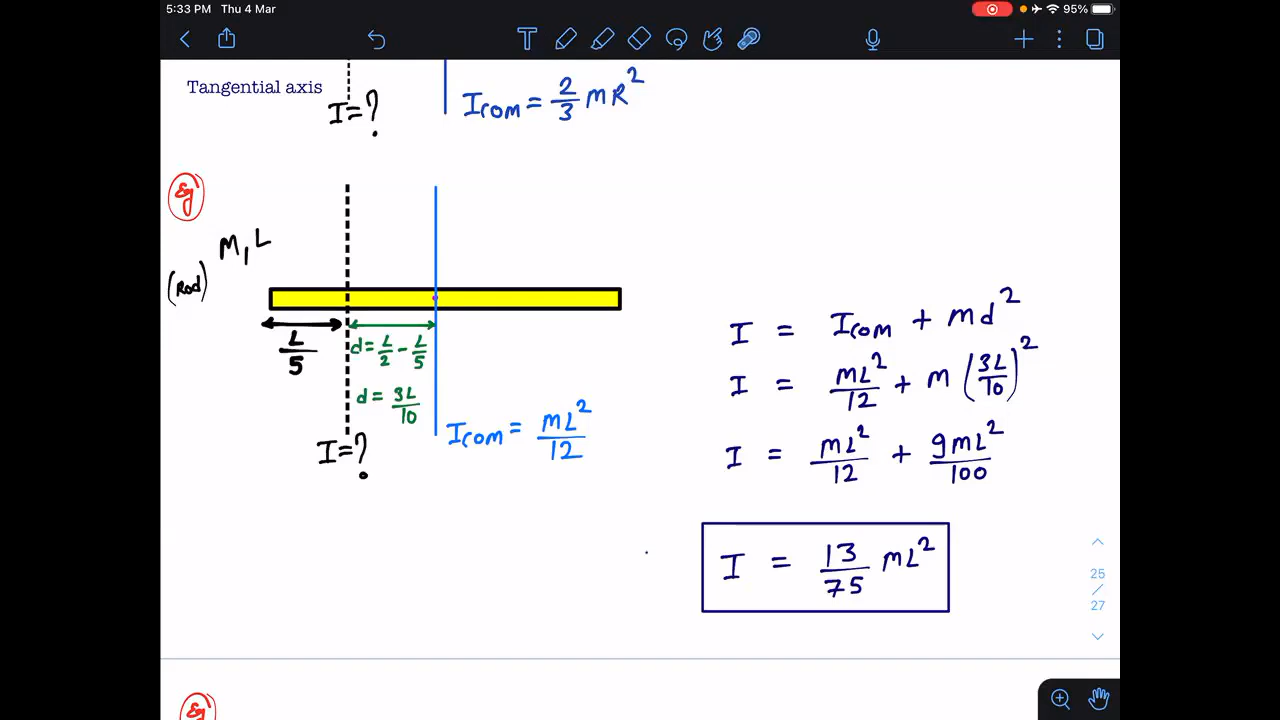 5:33 PM Thu 4 Mar
95%
T
Tangential axis
I=?
Icom = 2/3 mR²
Eg
M, L
(Rod)
L/5
d = L/2 - L/5
d = 3L/10
I=?
Icom = mL²/12
I = Icom + md²
I = mL²/12 + m (3L/10)²
I = mL²/12 + 9mL²/100
I = 13/75 mL²
25
/
27
Eg